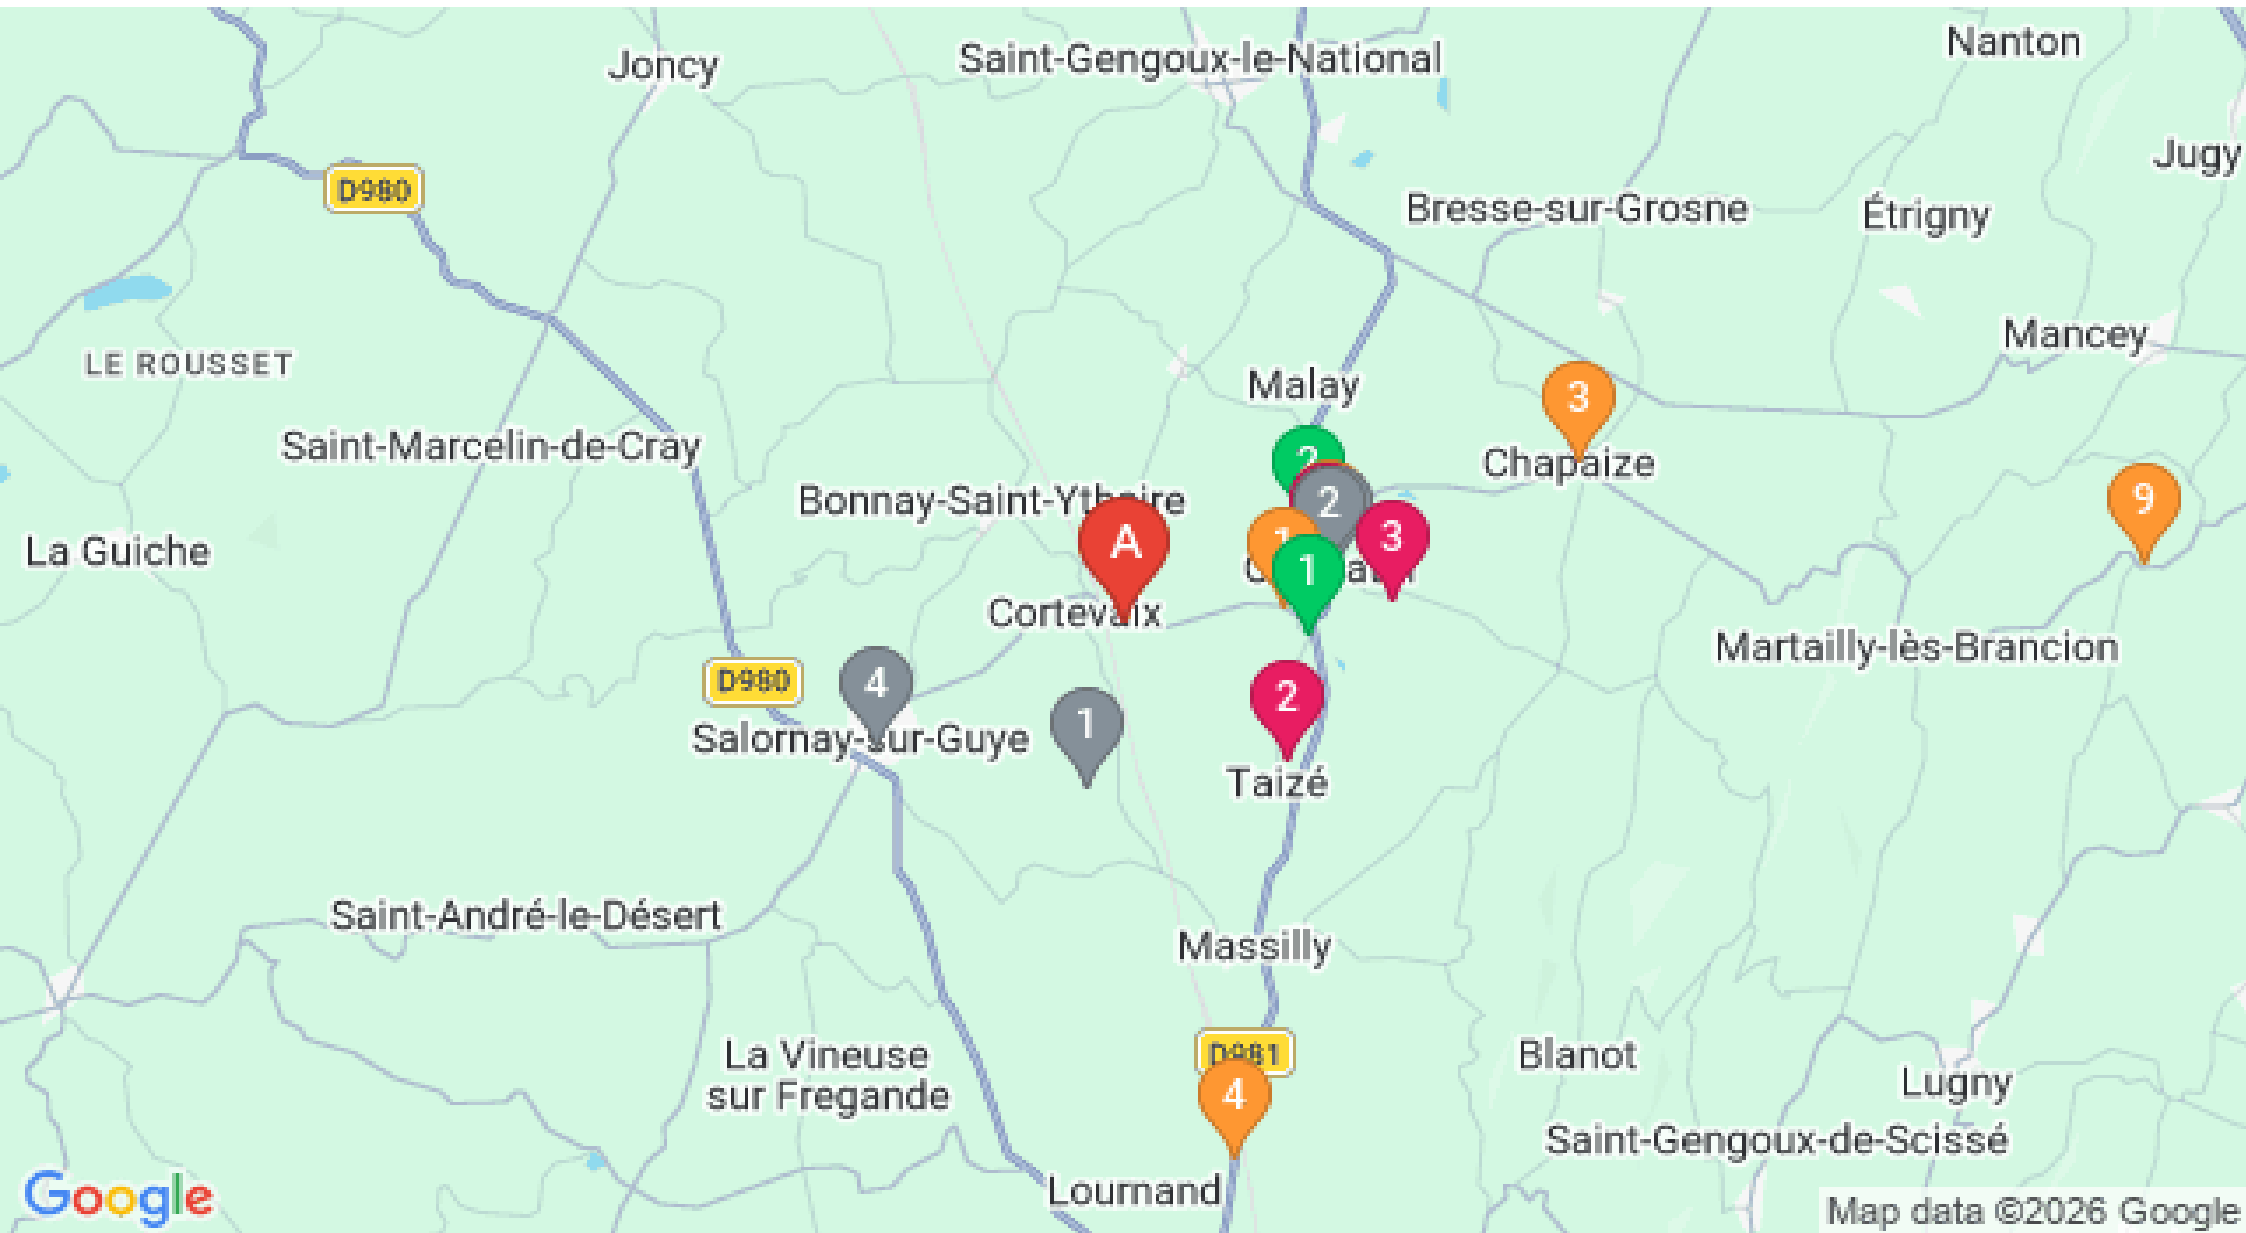 Joncy
Saint-Gengoux-le-National
Nanton
Jugy
D980
Bresse-sur-Grosne
Étrigny
LE ROUSSET
Mancey
Malay
3
Saint-Marcelin-de-Cray
2
Chapaize
Bonnay-Saint-Ythaire
2
9
La Guiche
A
1
3
1
Cortevaix
Martailly-lès-Brancion
D980
4
2
1
Salornay-sur-Guye
Taizé
Saint-André-le-Désert
Massilly
La Vineuse
sur Fregande
D981
Blanot
4
Lugny
Saint-Gengoux-de-Scissé
Lournand
Google
Map data ©2026 Google